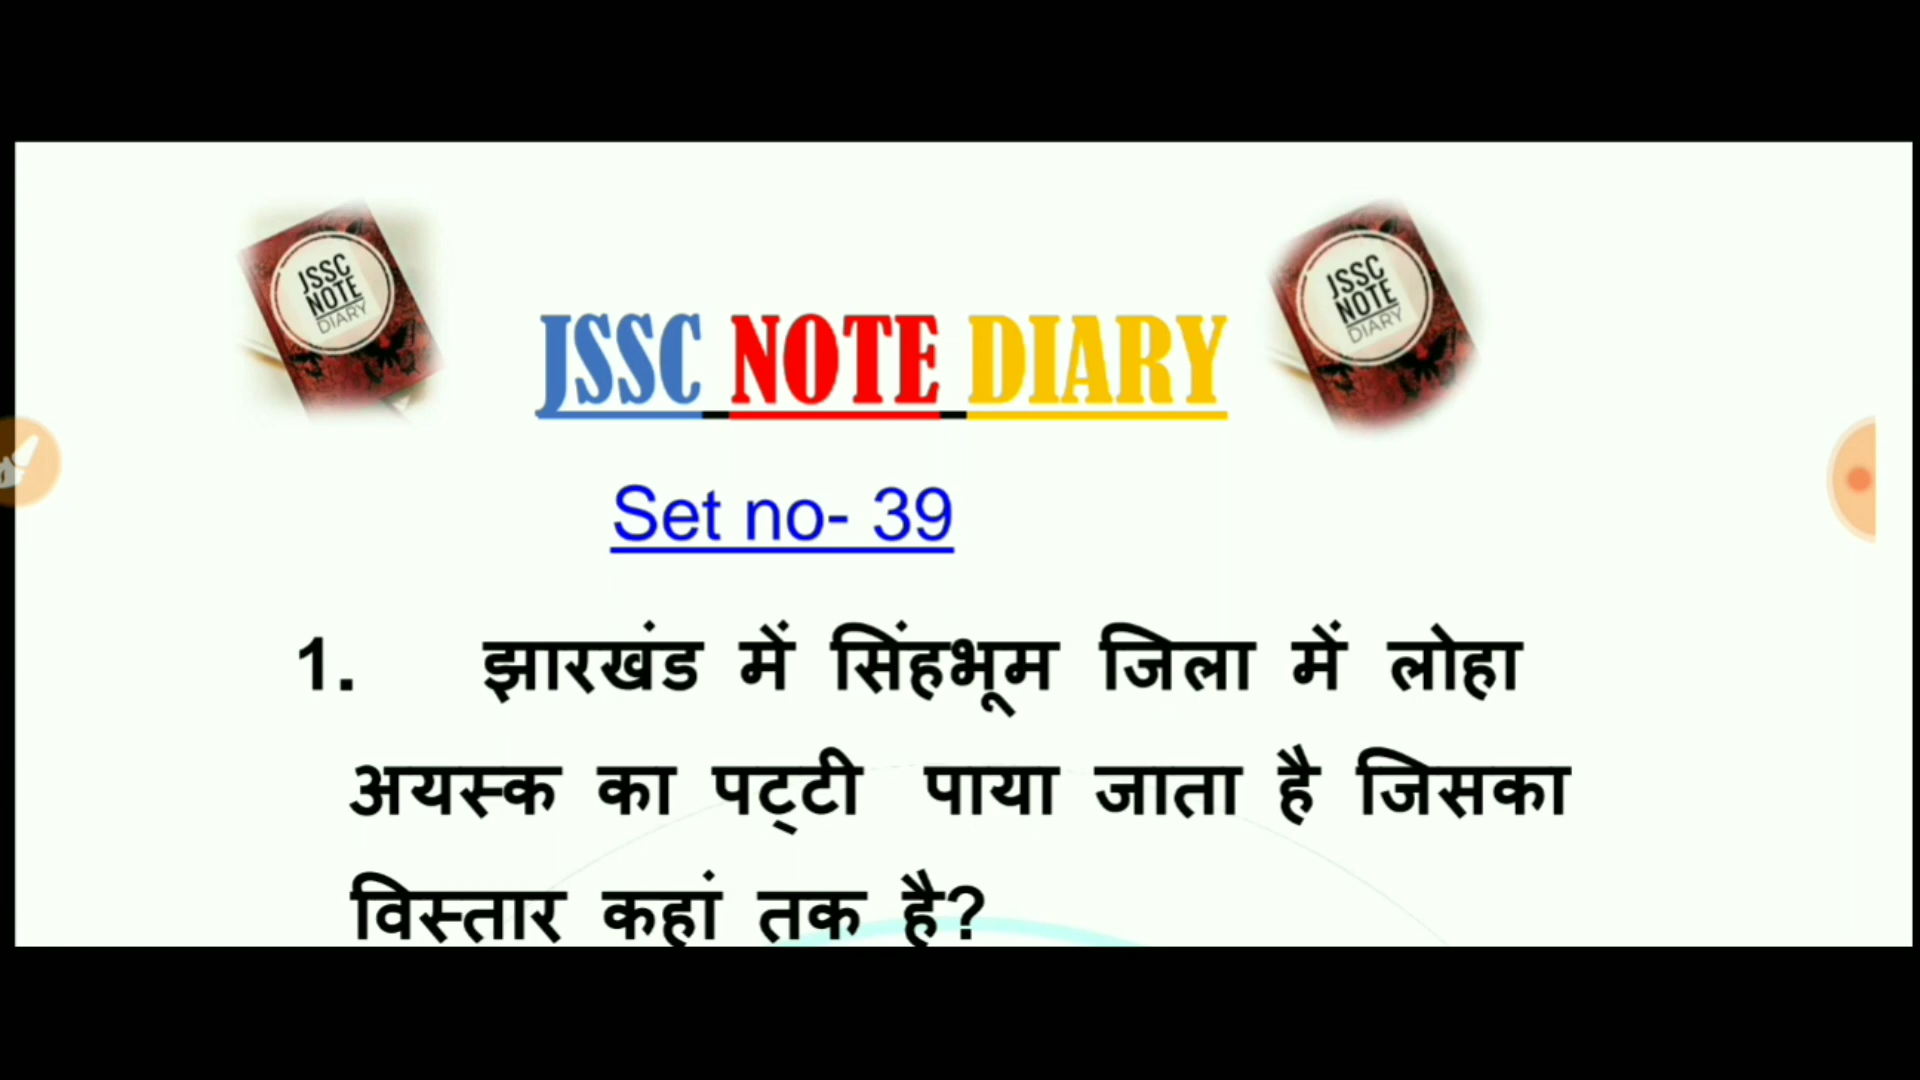 JSSC
NOTE
DIARY
JSSC
NOTE
DIARY
JSSC NOTE DIARY
Set no- 39
1. झारखंड में सिंहभूम जिला में लोहा
अयस्क का पट्टी पाया जाता है जिसका
विस्तार कहां तक है?